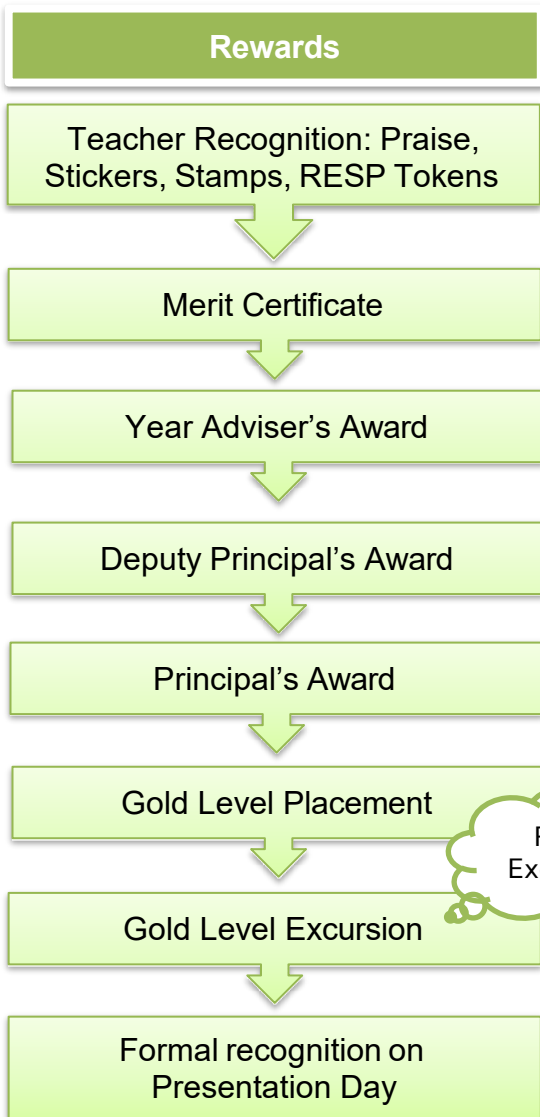 Rewards
Teacher Recognition: Praise,
Stickers, Stamps, RESP Tokens
Merit Certificate
Year Adviser’s Award
Deputy Principal’s Award
Principal’s Award
Gold Level Placement
Gold Level Excursion
Formal recognition on
Presentation Day